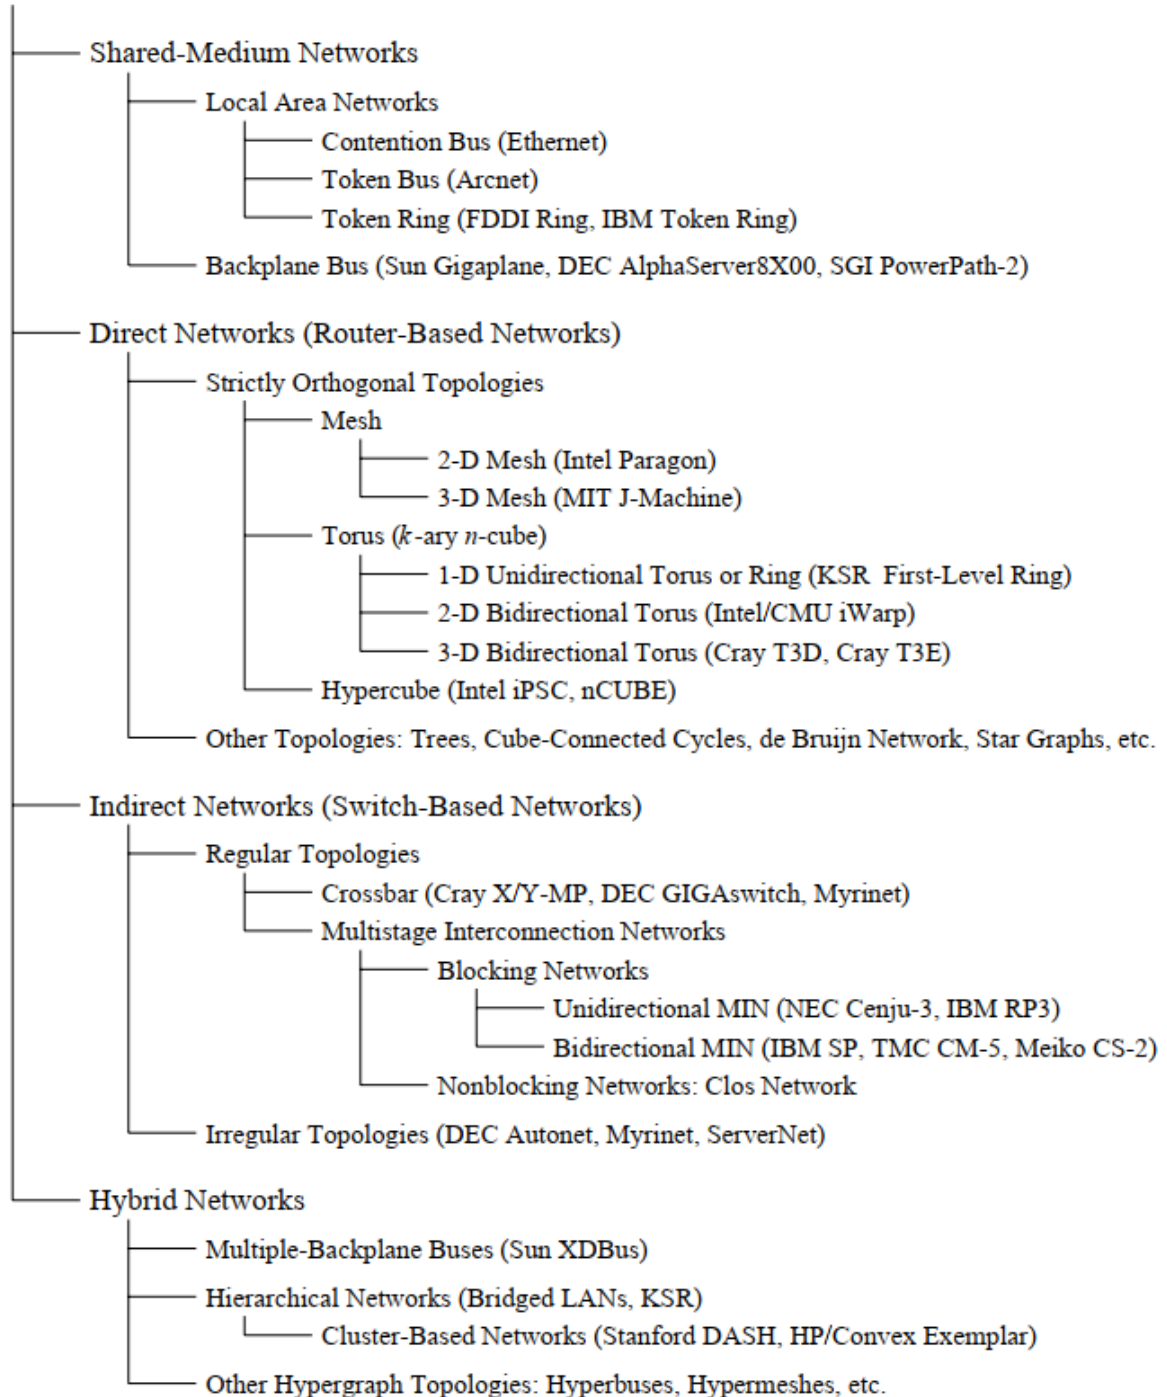 Shared-Medium Networks
Local Area Networks
Contention Bus (Ethernet)
Token Bus (Arcnet)
Token Ring (FDDI Ring, IBM Token Ring)
Backplane Bus (Sun Gigaplane, DEC AlphaServer8X00, SGI PowerPath-2)
Direct Networks (Router-Based Networks)
Strictly Orthogonal Topologies
Mesh
2-D Mesh (Intel Paragon)
3-D Mesh (MIT J-Machine)
Torus (k-ary n-cube)
1-D Unidirectional Torus or Ring (KSR First-Level Ring)
2-D Bidirectional Torus (Intel/CMU iWarp)
3-D Bidirectional Torus (Cray T3D, Cray T3E)
Hypercube (Intel iPSC, nCUBE)
Other Topologies: Trees, Cube-Connected Cycles, de Bruijn Network, Star Graphs, etc.
Indirect Networks (Switch-Based Networks)
Regular Topologies
Crossbar (Cray X/Y-MP, DEC GIGAswitch, Myrinet)
Multistage Interconnection Networks
Blocking Networks
Unidirectional MIN (NEC Cenju-3, IBM RP3)
Bidirectional MIN (IBM SP, TMC CM-5, Meiko CS-2)
Nonblocking Networks: Clos Network
Irregular Topologies (DEC Autonet, Myrinet, ServerNet)
Hybrid Networks
Multiple-Backplane Buses (Sun XDBus)
Hierarchical Networks (Bridged LANs, KSR)
Cluster-Based Networks (Stanford DASH, HP/Convex Exemplar)
Other Hypergraph Topologies: Hyperbuses, Hypermeshes, etc.